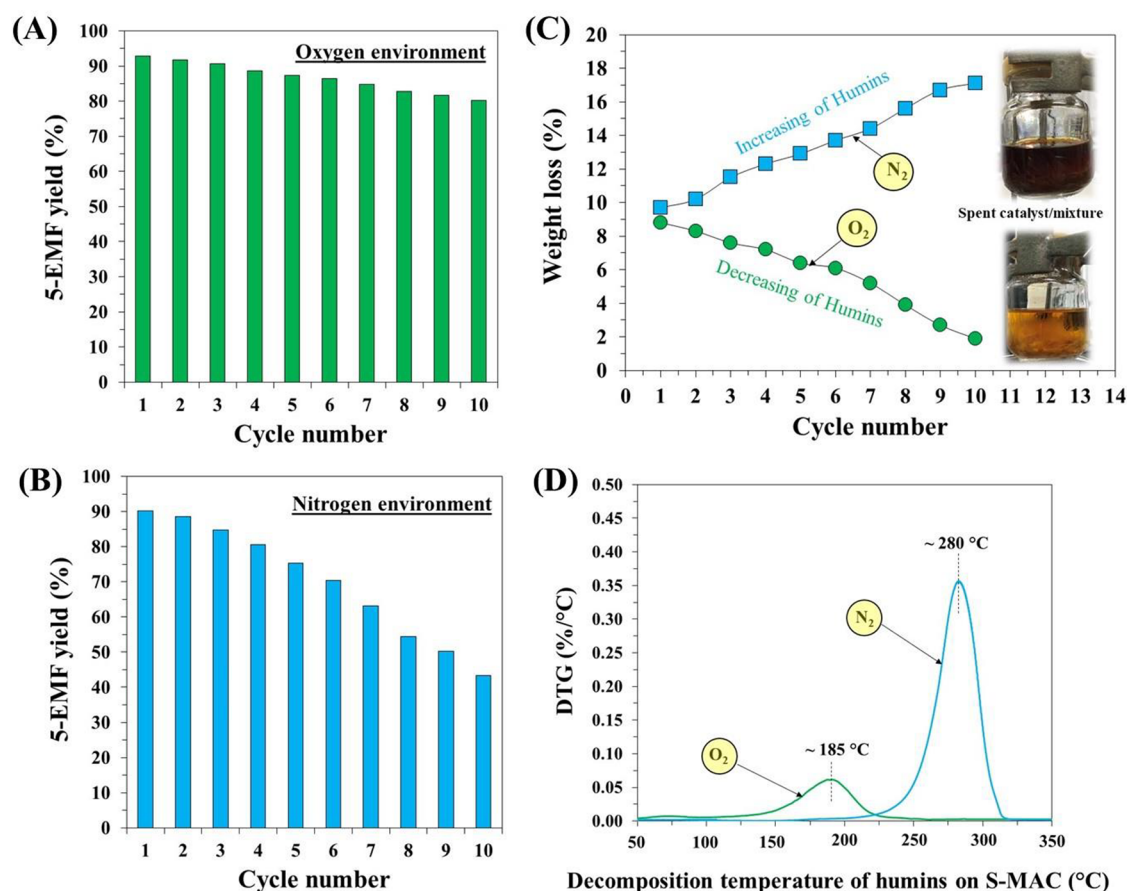 (A)
Oxygen environment
5-EMF yield (%)
100
90
80
70
60
50
40
30
20
10
0
1 2 3 4 5 6 7 8 9 10
Cycle number
(C)
Weight loss (%)
20
18
16
14
12
10
8
6
4
2
0
Increasing of Humins
N₂
O₂
Decreasing of Humins
Spent catalyst/mixture
0 1 2 3 4 5 6 7 8 9 10 11 12 13 14
Cycle number
(B)
Nitrogen environment
5-EMF yield (%)
100
90
80
70
60
50
40
30
20
10
0
1 2 3 4 5 6 7 8 9 10
Cycle number
(D)
DTG (%/°C)
0.50
0.45
0.40
0.35
0.30
0.25
0.20
0.15
0.10
0.05
0.00
~ 280 °C
N₂
O₂
~ 185 °C
50 100 150 200 250 300 350
Decomposition temperature of humins on S-MAC (°C)